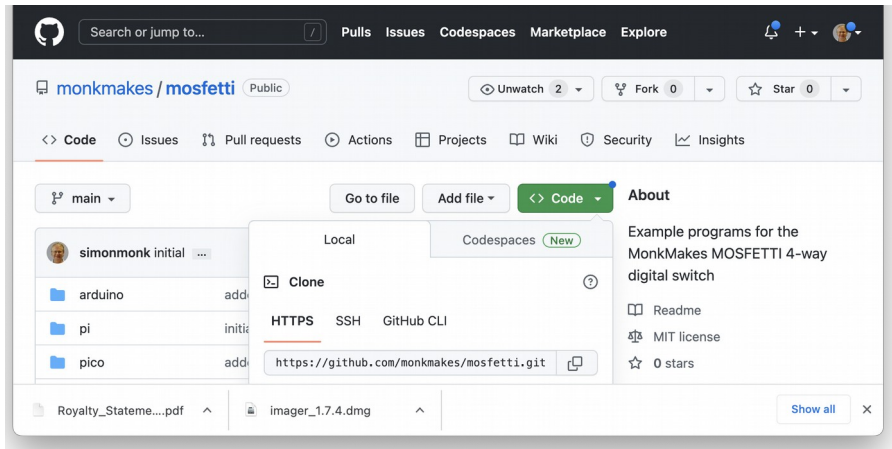 Search or jump to... / Pulls Issues Codespaces Marketplace Explore
monkmakes / mosfetti Public Unwatch 2 Fork 0 Star 0
Code Issues Pull requests Actions Projects Wiki Security Insights
main Go to file Add file Code About
Local Codespaces New
Example programs for the
MonkMakes MOSFETTI 4-way
digital switch
simonmonk initial ...
Clone
arduino adde
Readme
HTTPS SSH GitHub CLI
pi initia
MIT license
pico adde
https://github.com/monkmakes/mosfetti.git
0 stars
Royalty_Stateme....pdf imager_1.7.4.dmg Show all